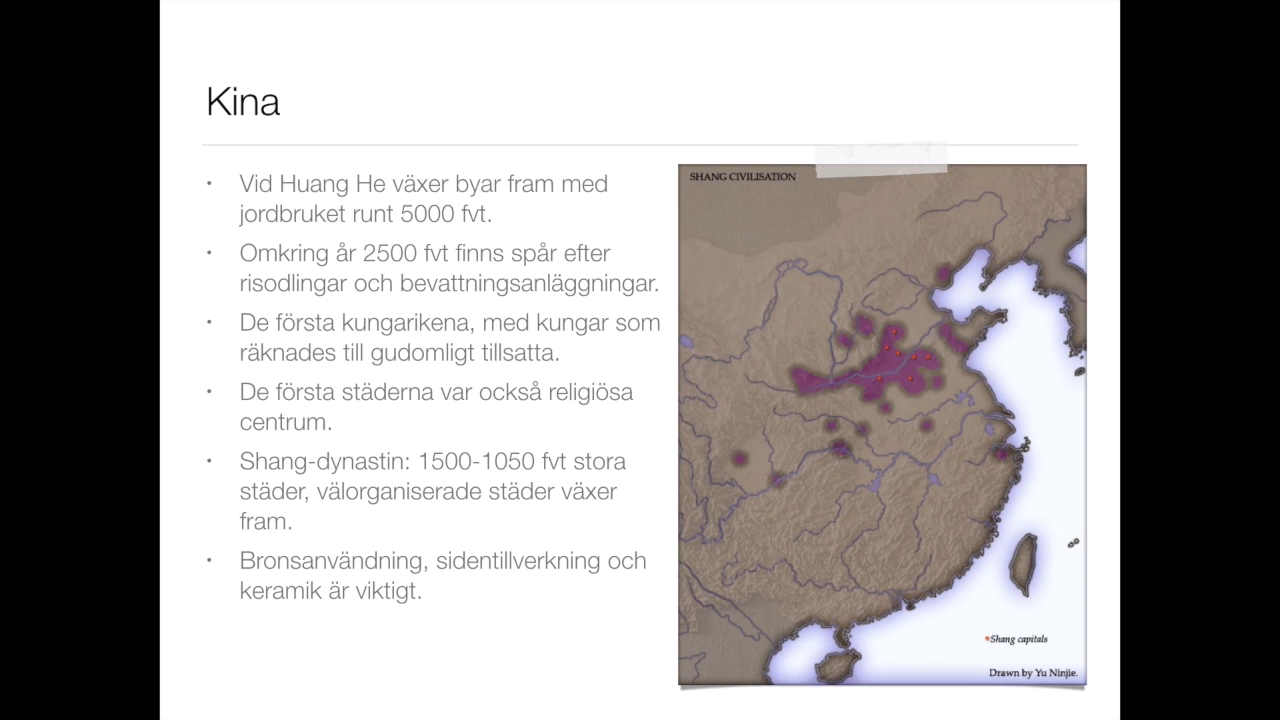 Kina
• Vid Huang He växer byar fram med
jordbruket runt 5000 fvt.
• Omkring år 2500 fvt finns spår efter
risodlingar och bevattningsanläggningar.
• De första kungarikena, med kungar som
räknades till gudomligt tillsatta.
• De första städerna var också religiösa
centrum.
• Shang-dynastin: 1500-1050 fvt stora
städer, välorganiserade städer växer
fram.
• Bronsanvändning, sidentillverkning och
keramik är viktigt.
SHANG CIVILISATION
Shang capitals
Drawn by Yu Ninjie.